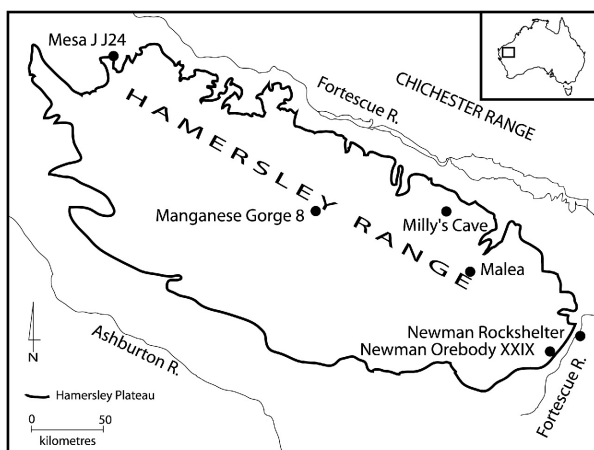 Mesa J J24
Fortescue R.
CHICHESTER RANGE
HAMERSLEY RANGE
Manganese Gorge 8
Milly's Cave
Malea
Newman Rockshelter
Newman Orebody XXIX
Ashburton R.
Fortescue R.
N
Hamersley Plateau
0 50
kilometres